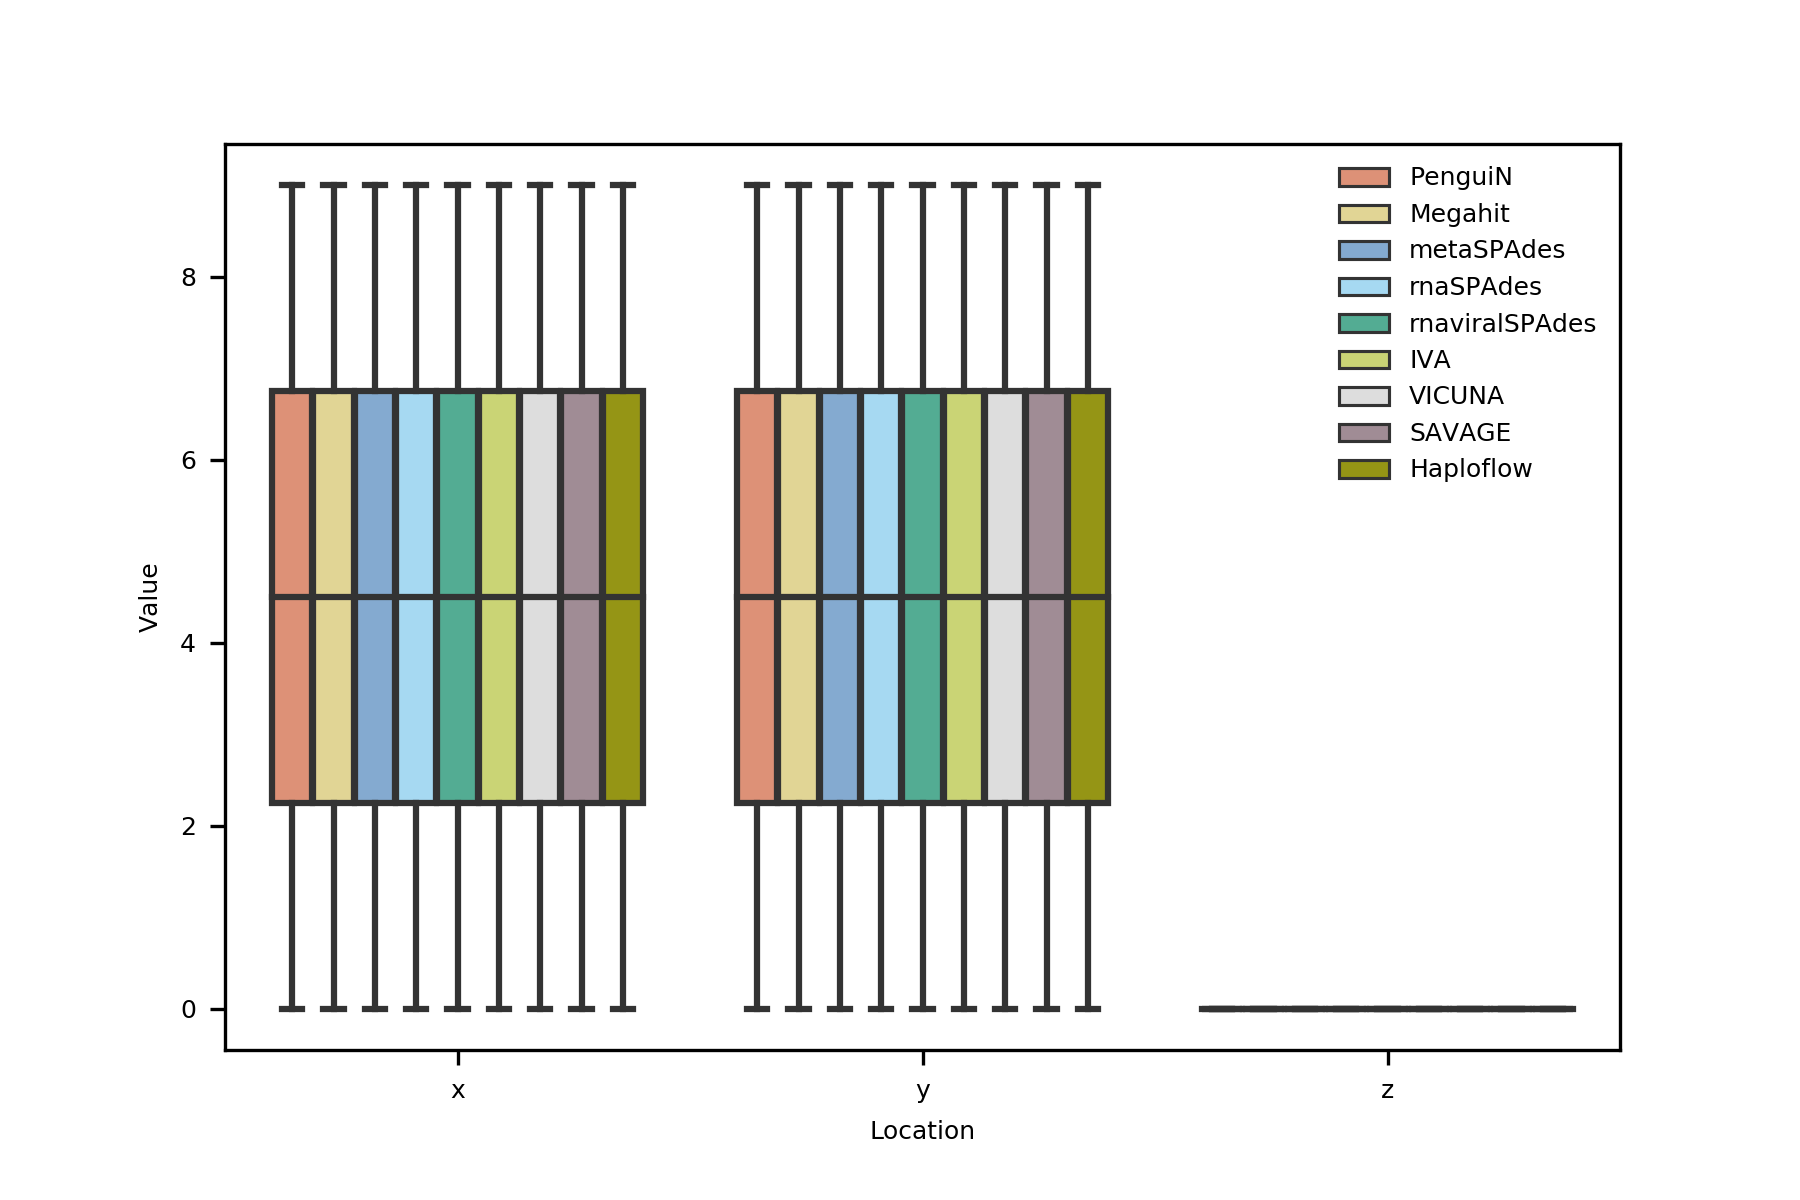 PenguiN
Megahit
metaSPAdes
rnaSPAdes
rnaviralSPAdes
IVA
VICUNA
SAVAGE
Haploflow
8
6
4
2
0
Value
x y z
Location